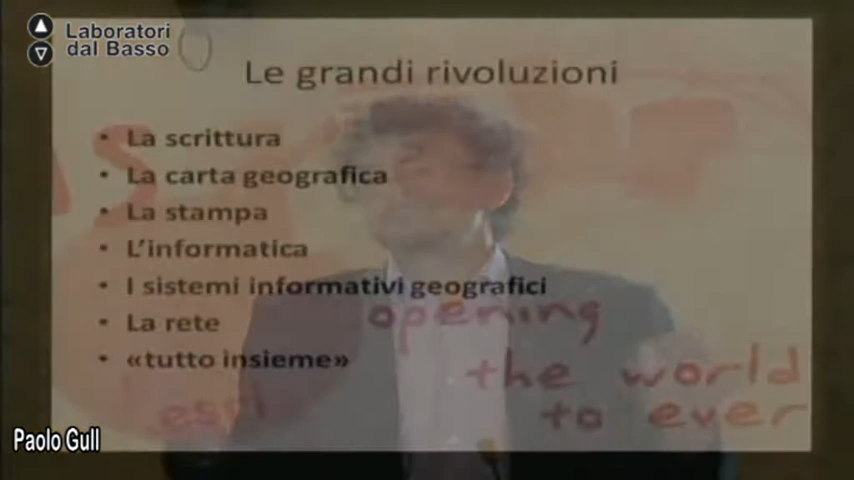 Laboratori
dal Basso
Le grandi rivoluzioni
• La scrittura
• La carta geografica
• La stampa
• L'informatica
• I sistemi informativi geografici
• La rete
• «tutto insieme»
opening
the world
to ever
esri
Paolo Gull